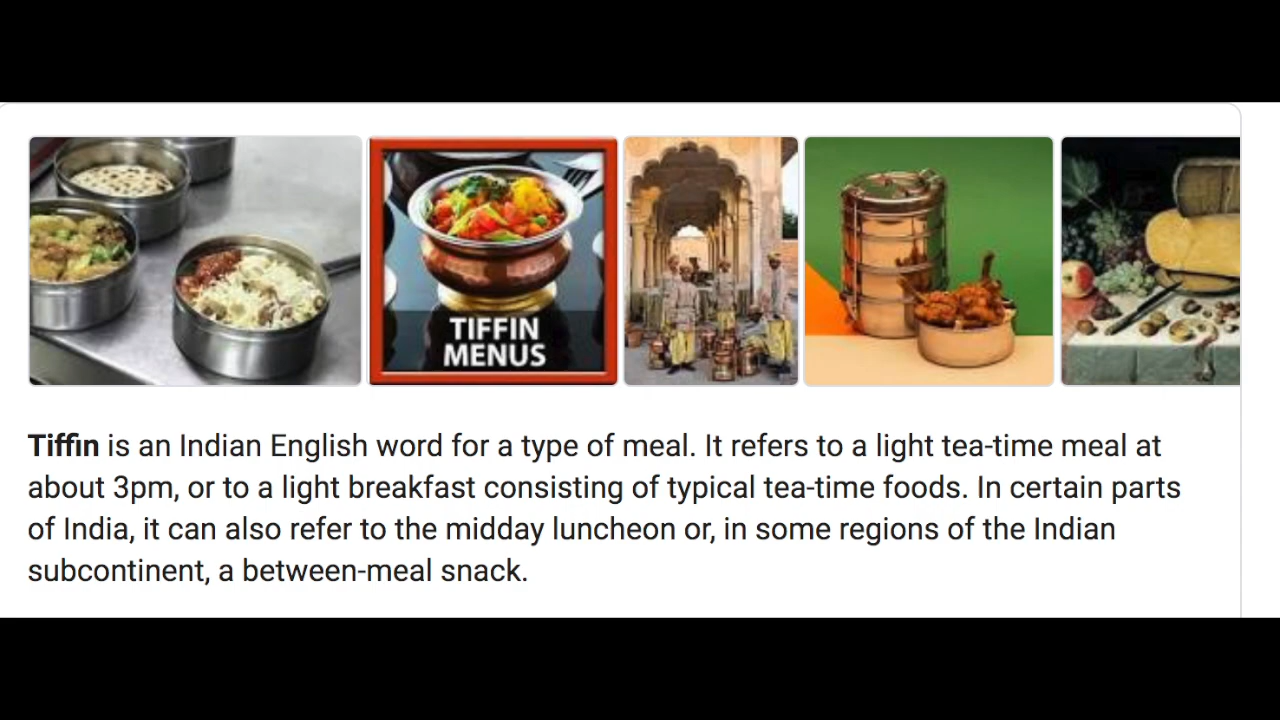 TIFFIN
MENUS
Tiffin is an Indian English word for a type of meal. It refers to a light tea-time meal at
about 3pm, or to a light breakfast consisting of typical tea-time foods. In certain parts
of India, it can also refer to the midday luncheon or, in some regions of the Indian
subcontinent, a between-meal snack.